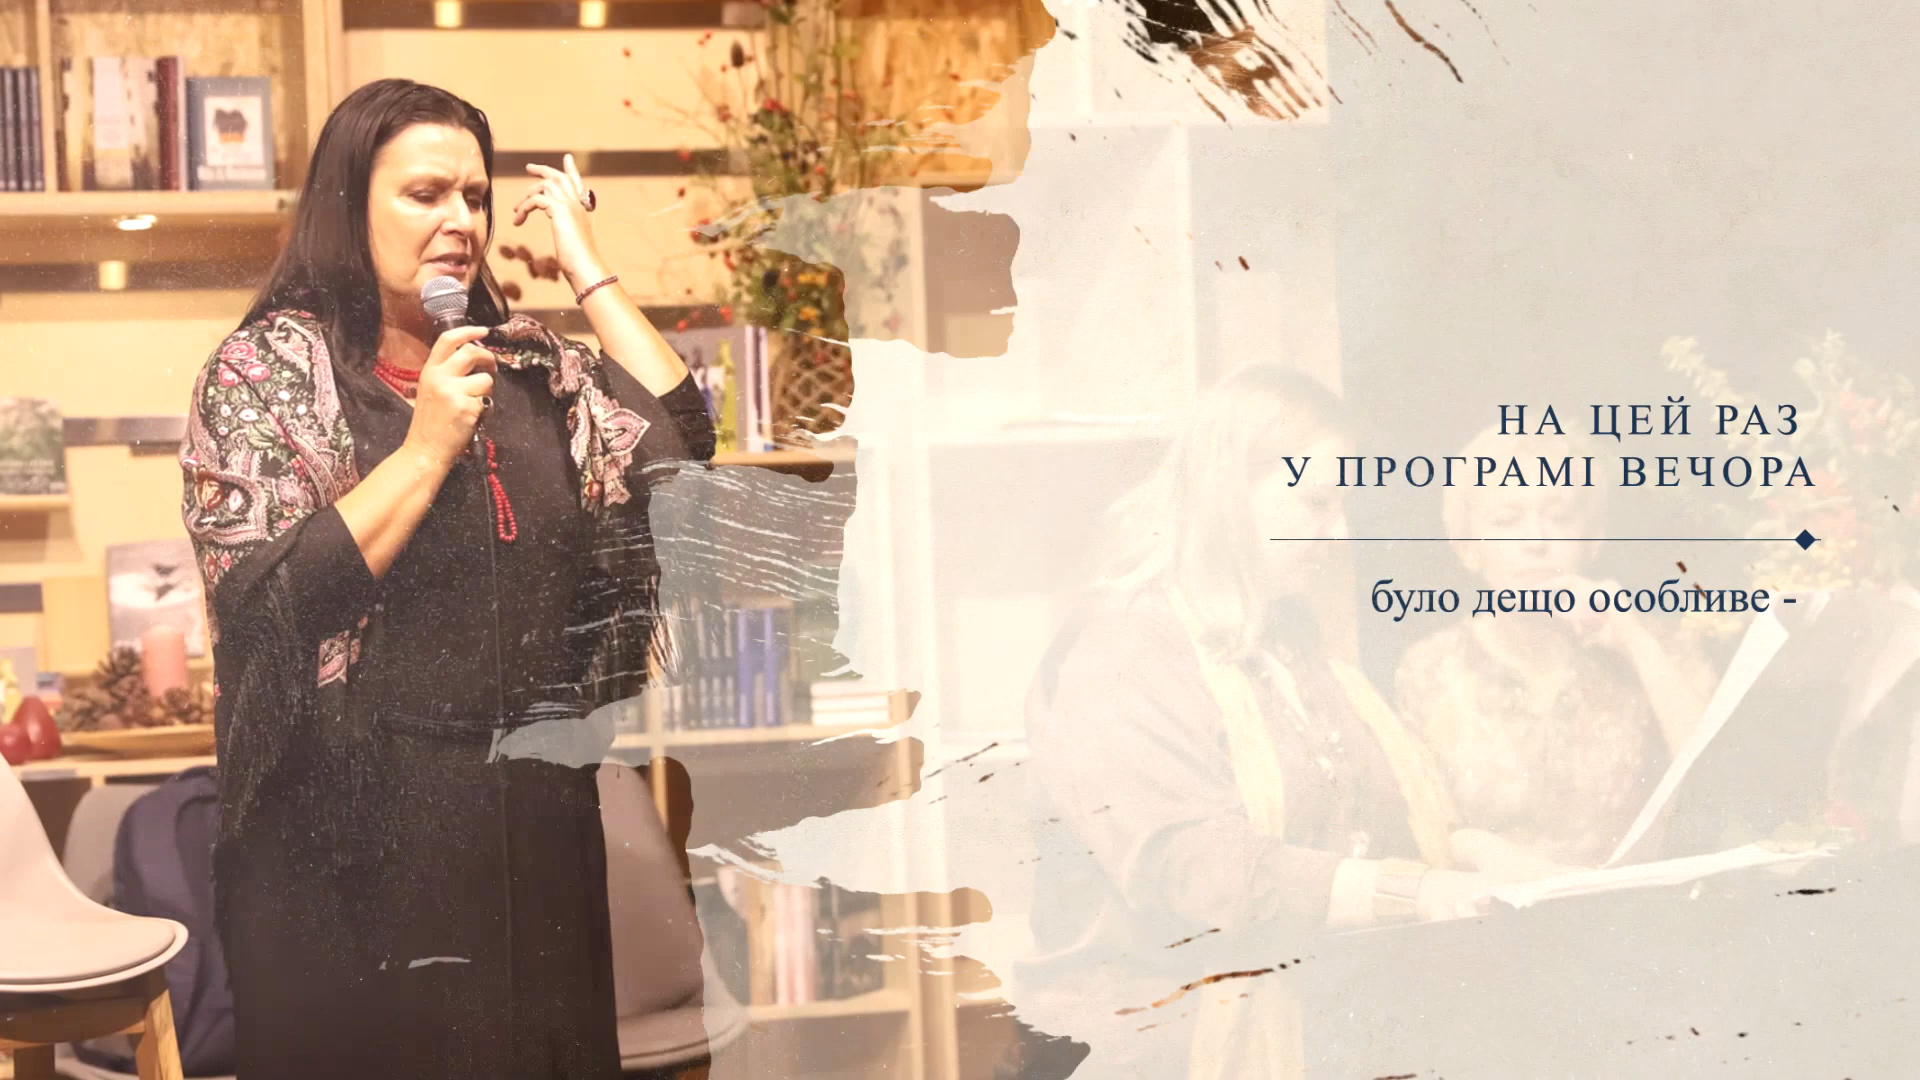 НА ЦЕЙ РАЗ
У ПРОГРАМІ ВЕЧОРА
було дещо особливе -